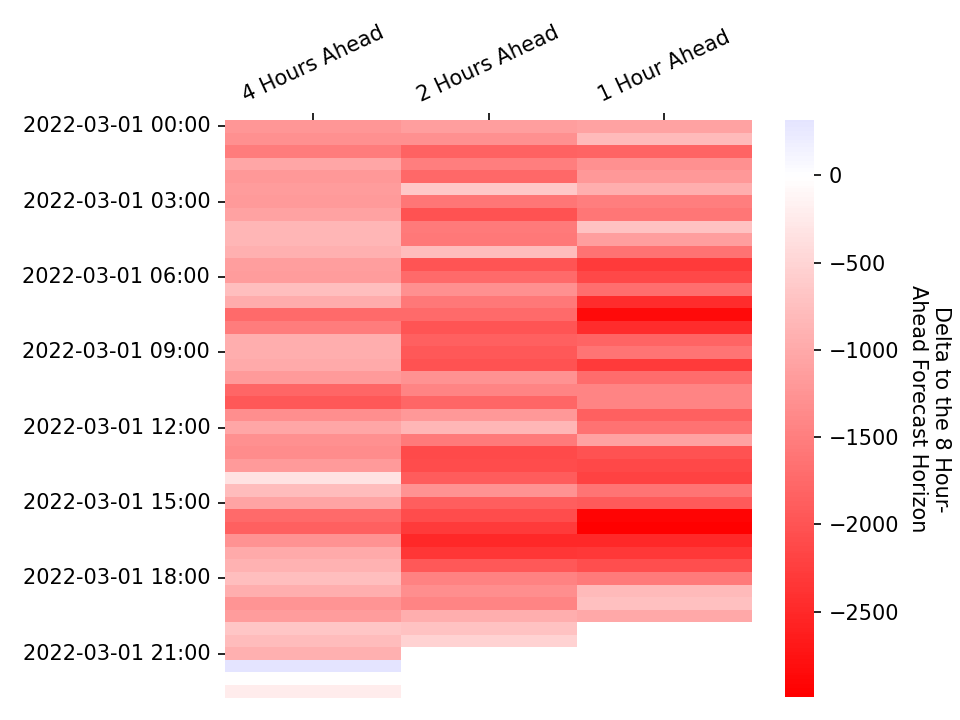 4 Hours Ahead
2 Hours Ahead
1 Hour Ahead
2022-03-01 00:00
2022-03-01 03:00
2022-03-01 06:00
2022-03-01 09:00
2022-03-01 12:00
2022-03-01 15:00
2022-03-01 18:00
2022-03-01 21:00
0
−500
−1000
−1500
−2000
−2500
Delta to the 8 Hour-
Ahead Forecast Horizon